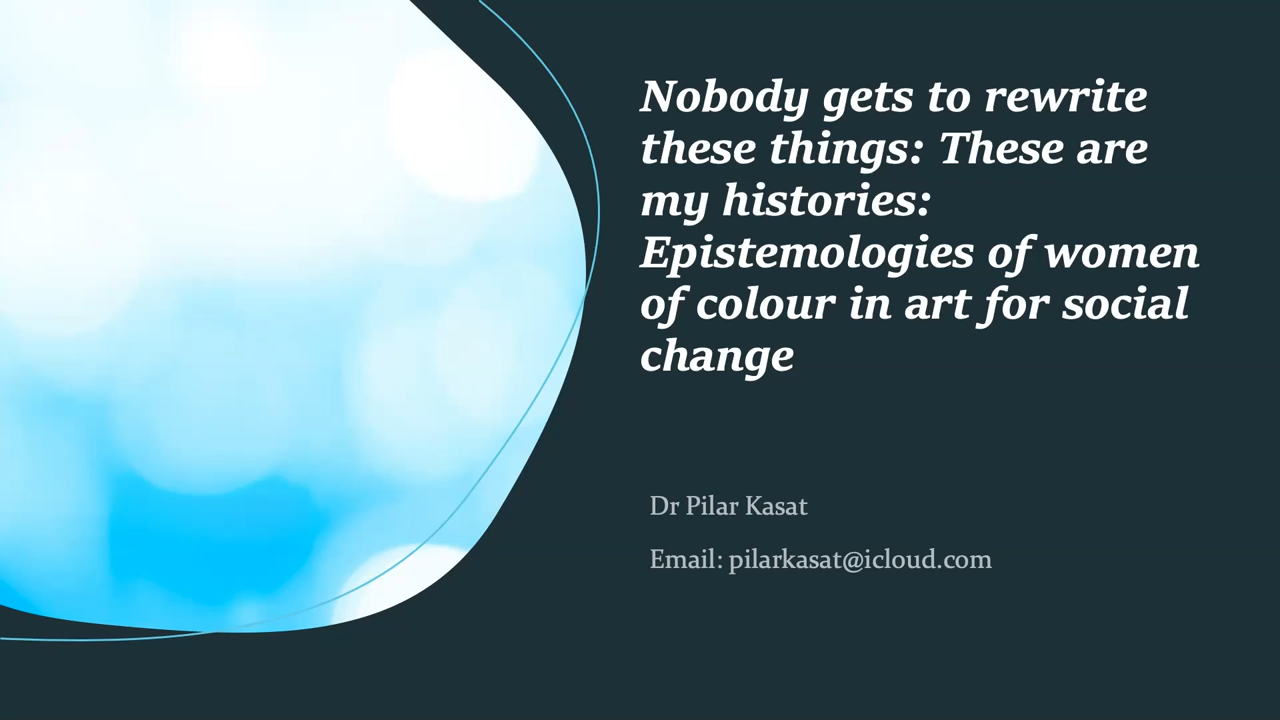 Nobody gets to rewrite
these things: These are
my histories:
Epistemologies of women
of colour in art for social
change
Dr Pilar Kasat
Email: pilarkasat@icloud.com